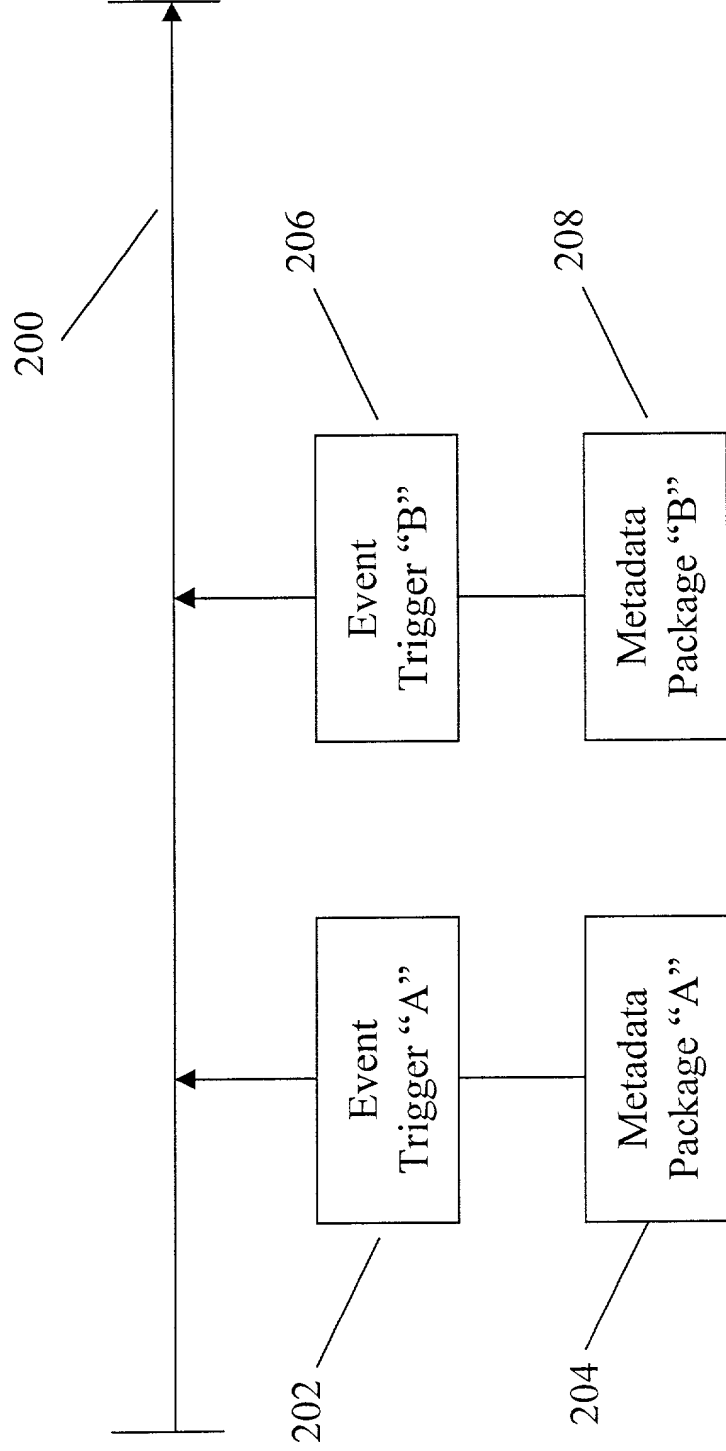 200
206
208
Event
Trigger “B”
Metadata
Package “B”
Event
Trigger “A”
Metadata
Package “A”
202
204